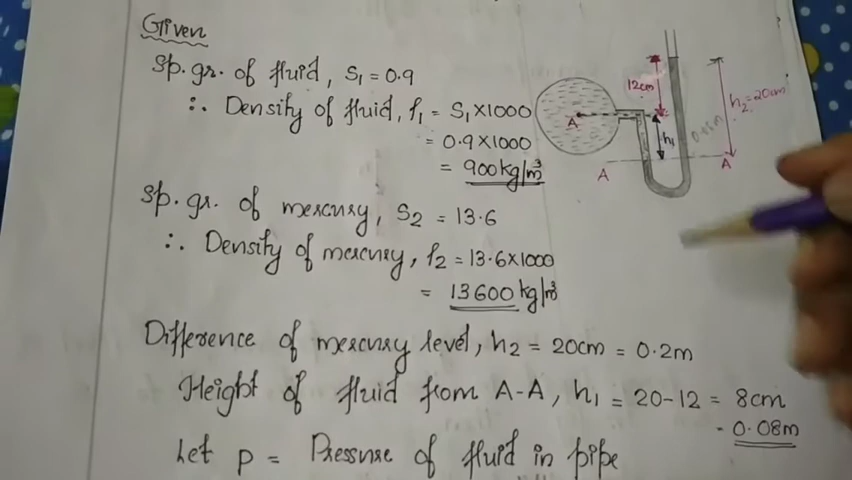 Given
Sp. gr. of fluid, S1 = 0.9
∴ Density of fluid, ρ1 = S1 × 1000
= 0.9 × 1000
= 900 kg/m³
Sp. gr. of mercury, S2 = 13.6
∴ Density of mercury, ρ2 = 13.6 × 1000
= 13600 kg/m³
Difference of mercury level, h2 = 20cm = 0.2m
Height of fluid from A-A, h1 = 20-12 = 8cm
= 0.08m
Let p = Pressure of fluid in pipe
12cm
h2 = 20cm
A
h1
A
A